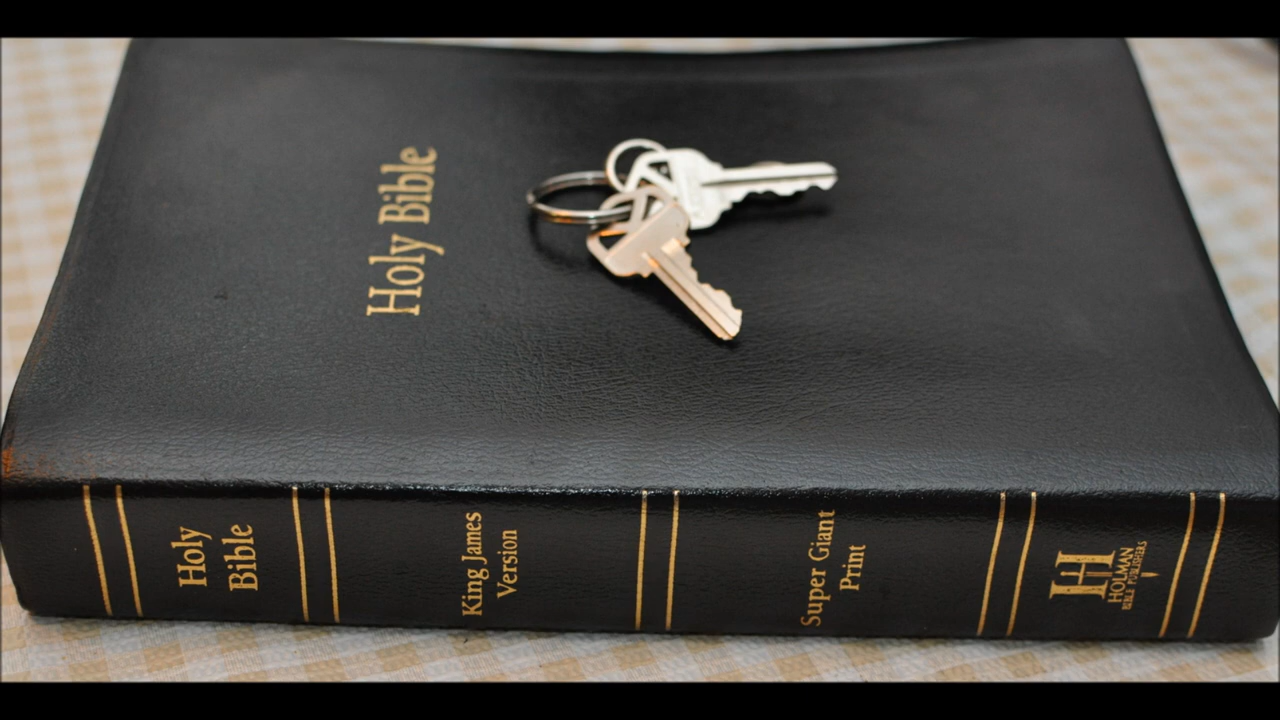 Holy Bible
Holy
Bible
King James
Version
Super Giant
Print
HOLMAN
BIBLE PUBLISHERS